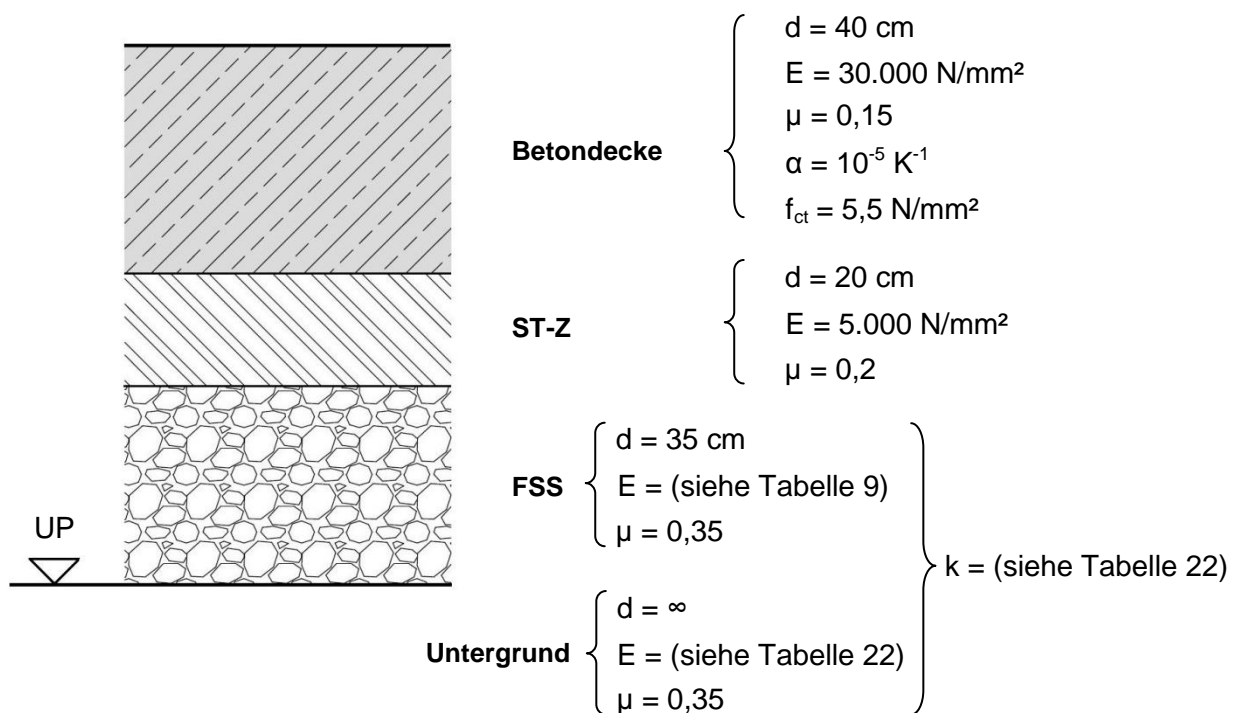 d = 40 cm
E = 30.000 N/mm²
µ = 0,15
Betondecke
α = 10⁻⁵ K⁻¹
f_ct = 5,5 N/mm²
d = 20 cm
ST-Z
E = 5.000 N/mm²
µ = 0,2
d = 35 cm
FSS
E = (siehe Tabelle 9)
µ = 0,35
UP
k = (siehe Tabelle 22)
d = ∞
Untergrund
E = (siehe Tabelle 22)
µ = 0,35